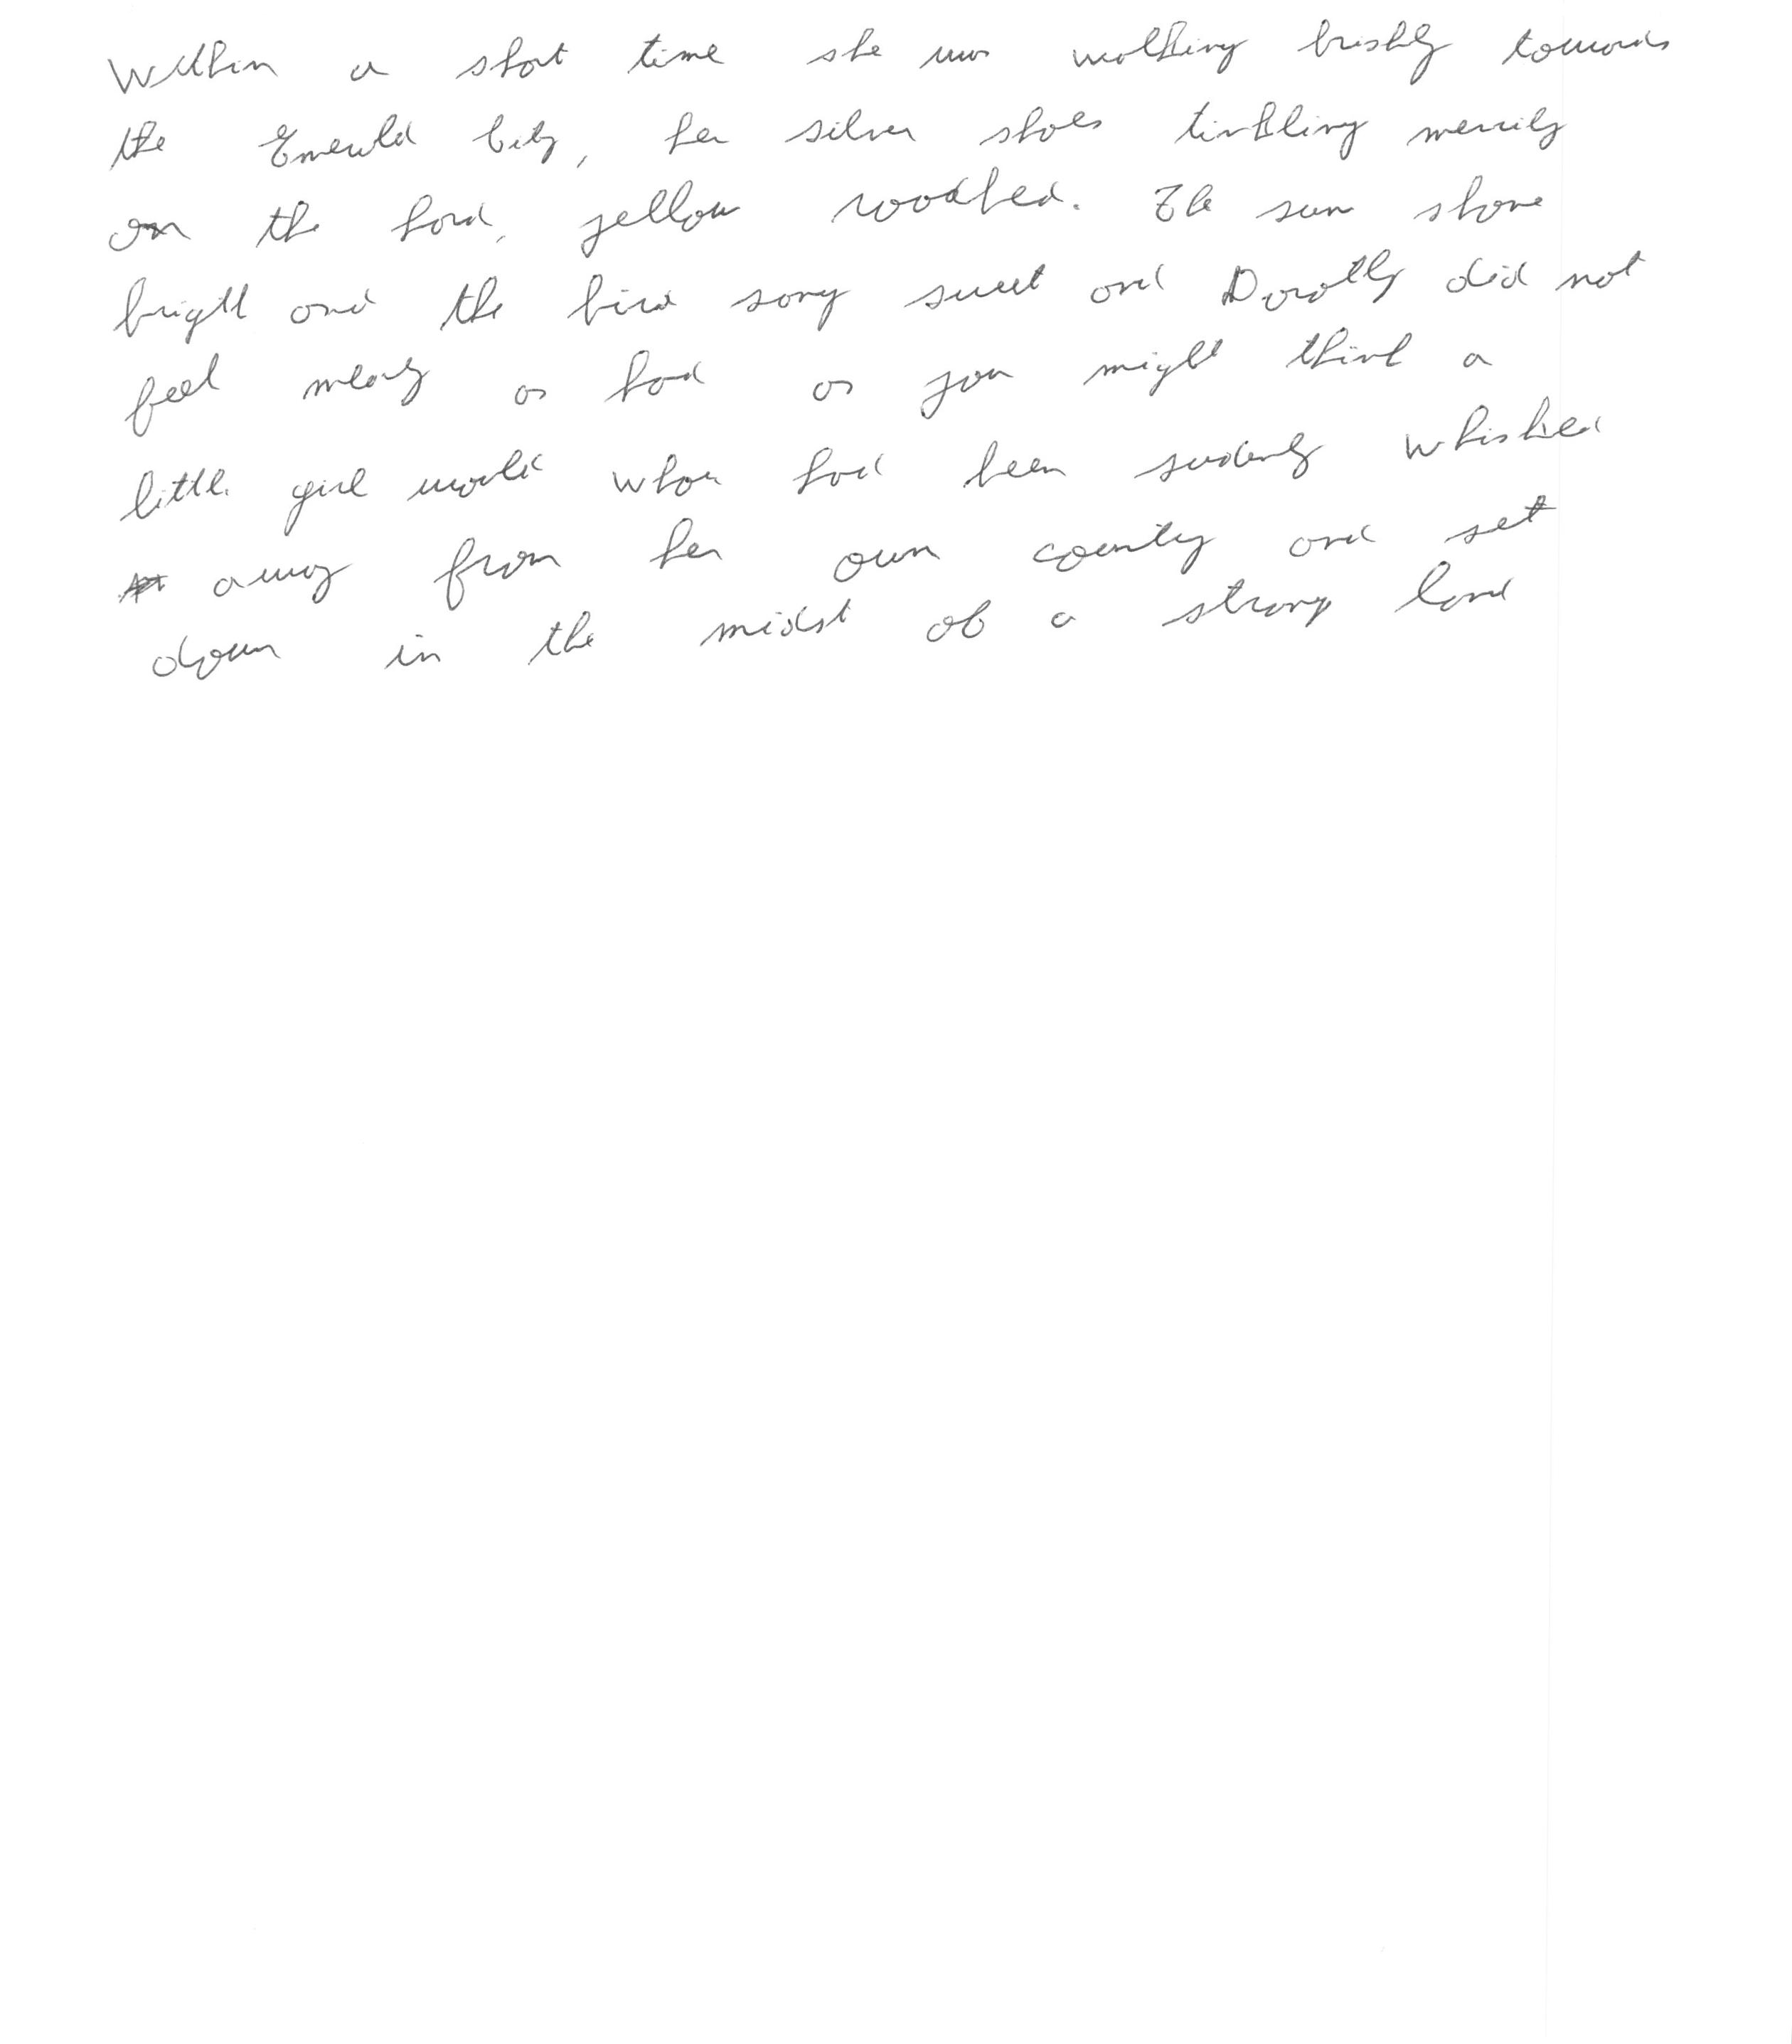 Within a short time she was walking briskly towards
the Emerald City, her silver shoes tinkling merrily
on the hard, yellow roadbed. The sun shone
bright and the bird song sweet and Dorothy did not
feel nearly as bad as you might think a
little girl would who had been suddenly whisked
away from her own country and set
down in the midst of a strang land